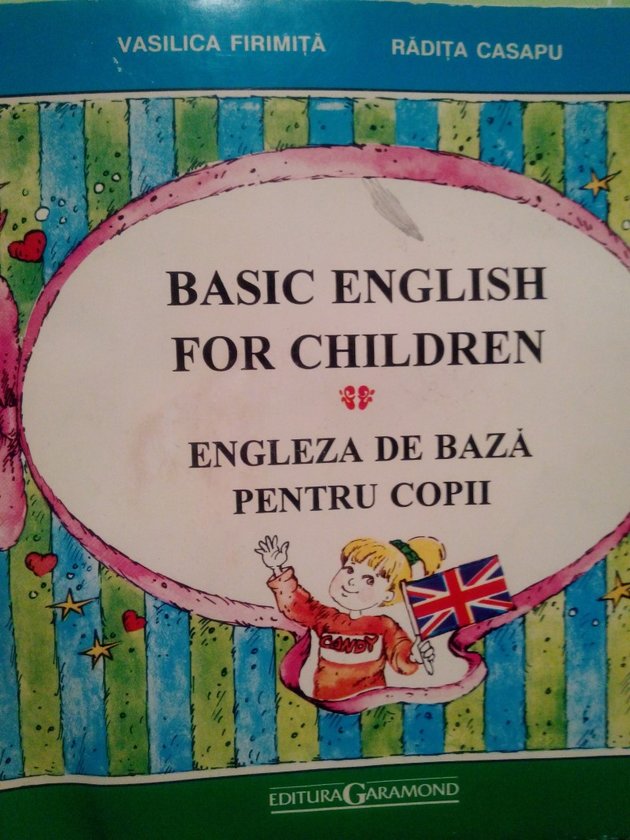 VASILICA FIRIMIȚĂ RĂDIȚA CASAPU
BASIC ENGLISH
FOR CHILDREN
ENGLEZA DE BAZĂ
PENTRU COPII
CANDY
EDITURA GARAMOND